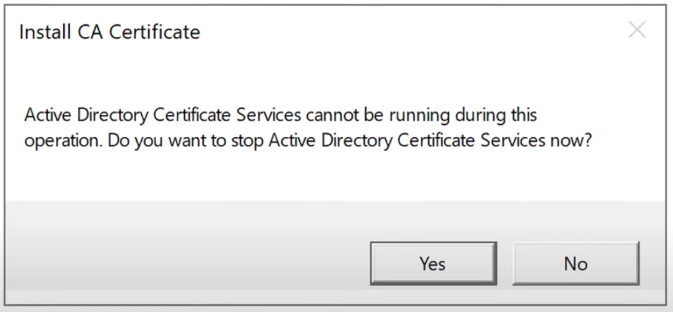 Install CA Certificate
Active Directory Certificate Services cannot be running during this
operation. Do you want to stop Active Directory Certificate Services now?
Yes
No